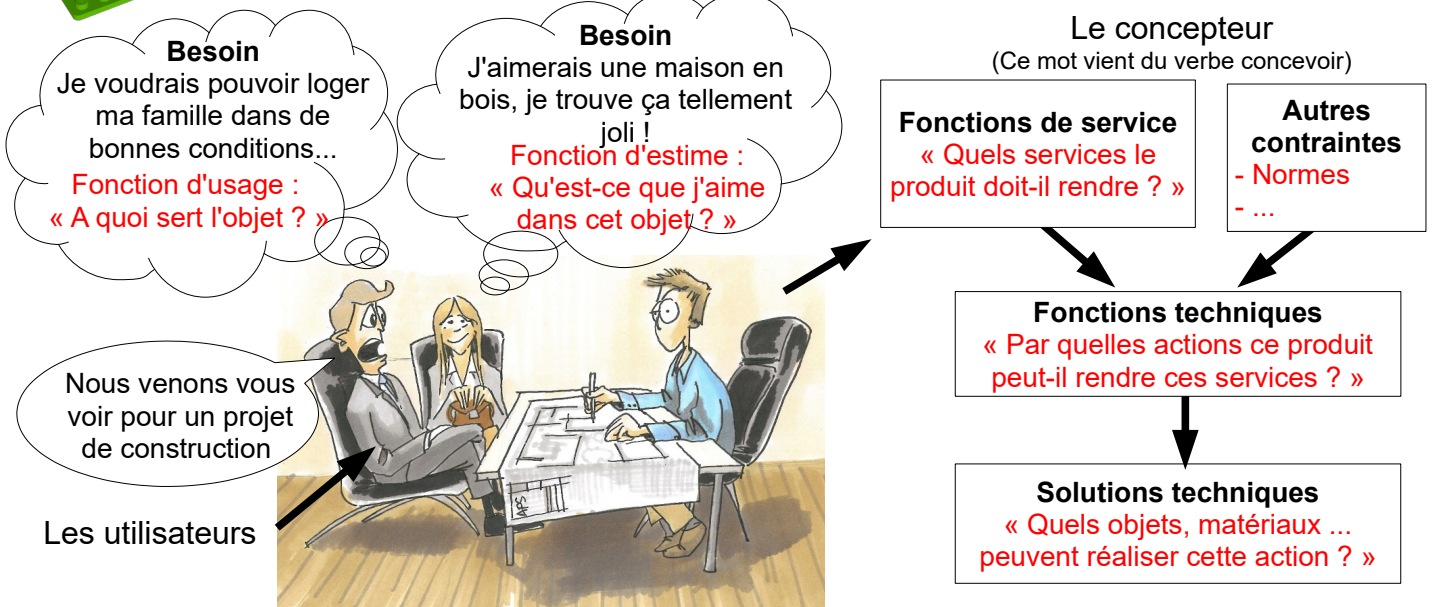 Besoin
Je voudrais pouvoir loger
ma famille dans de
bonnes conditions...
Fonction d'usage :
« A quoi sert l'objet ? »
Besoin
J'aimerais une maison en
bois, je trouve ça tellement
joli !
Fonction d'estime :
« Qu'est-ce que j'aime
dans cet objet ? »
Nous venons vous
voir pour un projet
de construction
Les utilisateurs
APS
Le concepteur
(Ce mot vient du verbe concevoir)
Fonctions de service
« Quels services le
produit doit-il rendre ? »
Autres
contraintes
- Normes
- ...
Fonctions techniques
« Par quelles actions ce produit
peut-il rendre ces services ? »
Solutions techniques
« Quels objets, matériaux ...
peuvent réaliser cette action ? »